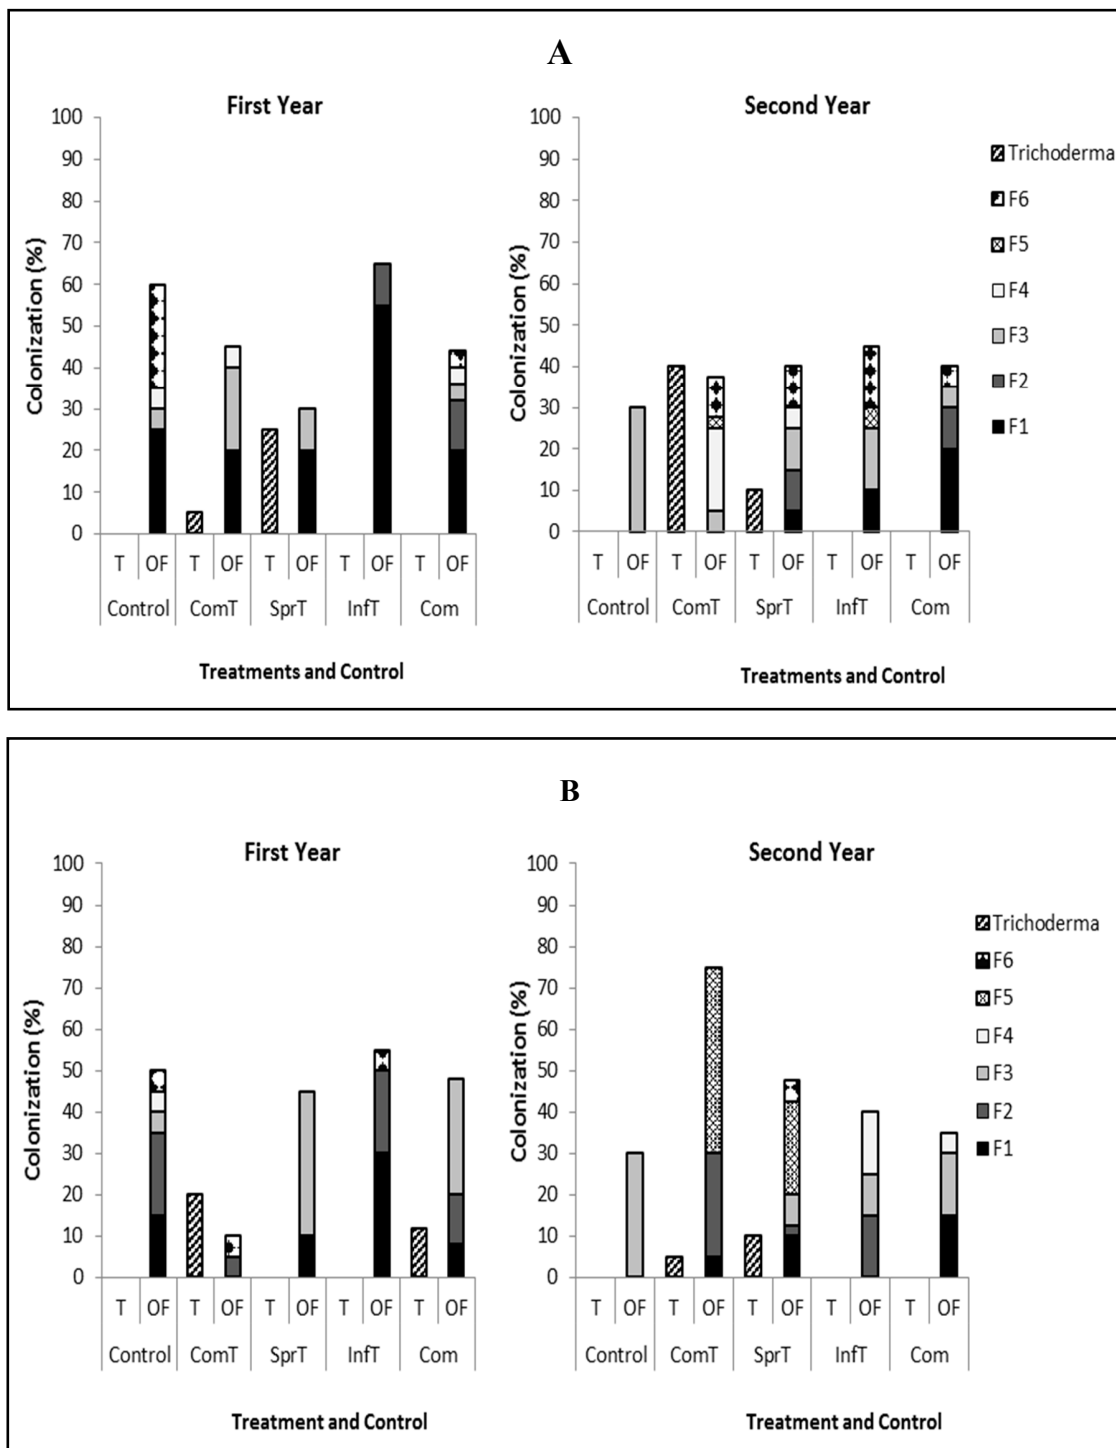 A
First Year
Second Year
Colonization (%)
100
90
80
70
60
50
40
30
20
10
0
T OF T OF T OF T OF T OF
Control ComT SprT InfT Com
Treatments and Control
Colonization (%)
100
90
80
70
60
50
40
30
20
10
0
T OF T OF T OF T OF T OF
Control ComT SprT InfT Com
Treatments and Control
Trichoderma
F6
F5
F4
F3
F2
F1
B
First Year
Second Year
Colonization (%)
100
90
80
70
60
50
40
30
20
10
0
T OF T OF T OF T OF T OF
Control ComT SprT InfT Com
Treatment and Control
Colonization (%)
100
90
80
70
60
50
40
30
20
10
0
T OF T OF T OF T OF T OF
Control ComT SprT InfT Com
Treatment and Control
Trichoderma
F6
F5
F4
F3
F2
F1